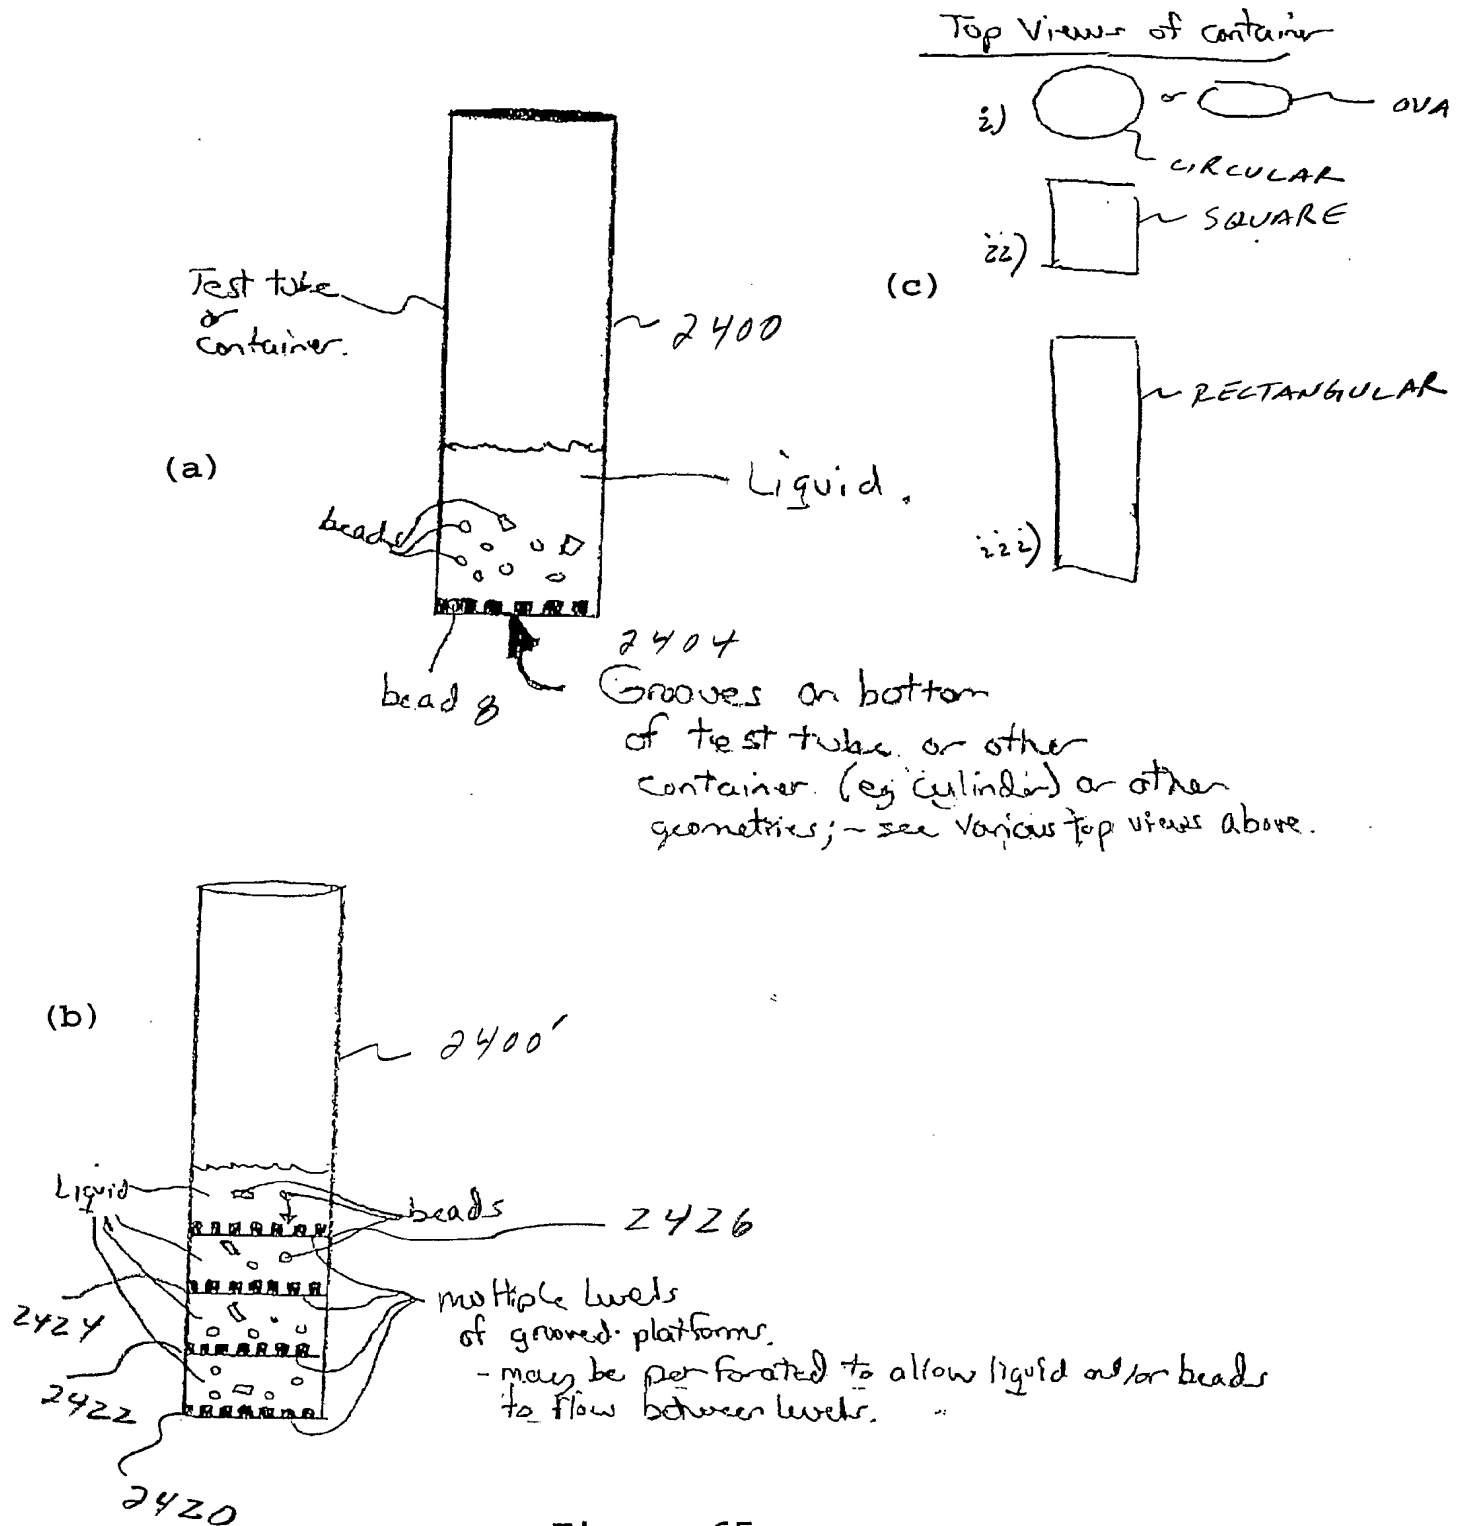 Top Views of container
i)
or
OVA
CIRCULAR
ii)
SQUARE
(c)
iii)
RECTANGULAR
Test tube
or
container.
2400
(a)
Liquid.
beads
bead 8
2404
Grooves on bottom
of test tube or other
container. (eg cylinder) or other
geometries; - see various top views above.
(b)
2400'
Liquid
beads
2426
2424
multiple levels
of grooved platforms.
- may be perforated to allow liquid and/or beads
to flow between levels.
2422
2420